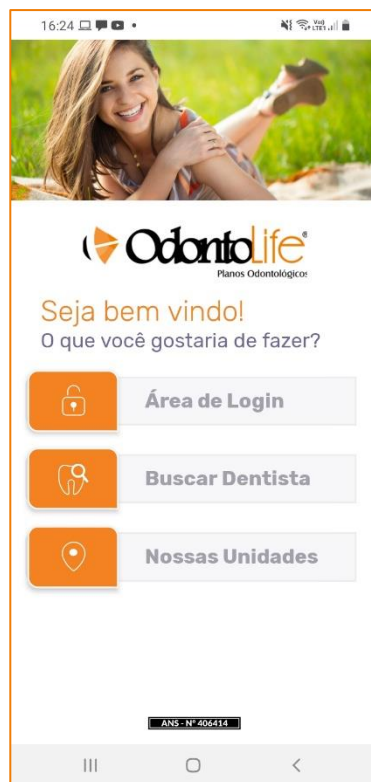 16:24
OdontoLife®
Planos Odontológicos
Seja bem vindo!
O que você gostaria de fazer?
Área de Login
Buscar Dentista
Nossas Unidades
ANS - Nº 406414